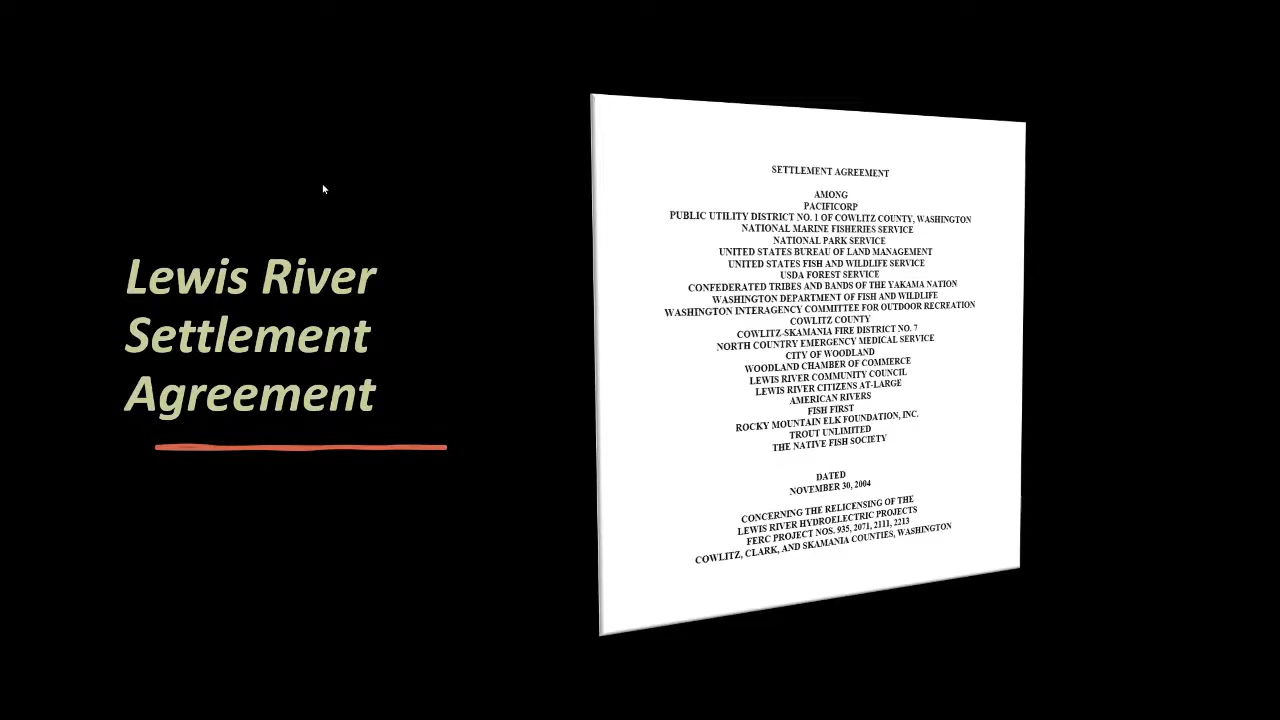 Lewis River
Settlement
Agreement
SETTLEMENT AGREEMENT
AMONG
PACIFICORP
PUBLIC UTILITY DISTRICT NO. 1 OF COWLITZ COUNTY, WASHINGTON
NATIONAL MARINE FISHERIES SERVICE
NATIONAL PARK SERVICE
UNITED STATES BUREAU OF LAND MANAGEMENT
UNITED STATES FISH AND WILDLIFE SERVICE
USDA FOREST SERVICE
CONFEDERATED TRIBES AND BANDS OF THE YAKAMA NATION
WASHINGTON DEPARTMENT OF FISH AND WILDLIFE
WASHINGTON INTERAGENCY COMMITTEE FOR OUTDOOR RECREATION
COWLITZ COUNTY
COWLITZ-SKAMANIA FIRE DISTRICT NO. 7
NORTH COUNTRY EMERGENCY MEDICAL SERVICE
CITY OF WOODLAND
WOODLAND CHAMBER OF COMMERCE
LEWIS RIVER COMMUNITY COUNCIL
LEWIS RIVER CITIZENS AT-LARGE
AMERICAN RIVERS
FISH FIRST
ROCKY MOUNTAIN ELK FOUNDATION, INC.
TROUT UNLIMITED
THE NATIVE FISH SOCIETY
DATED
NOVEMBER 30, 2004
CONCERNING THE RELICENSING OF THE
LEWIS RIVER HYDROELECTRIC PROJECTS
FERC PROJECT NOS. 935, 2071, 2111, 2213
COWLITZ, CLARK, AND SKAMANIA COUNTIES, WASHINGTON